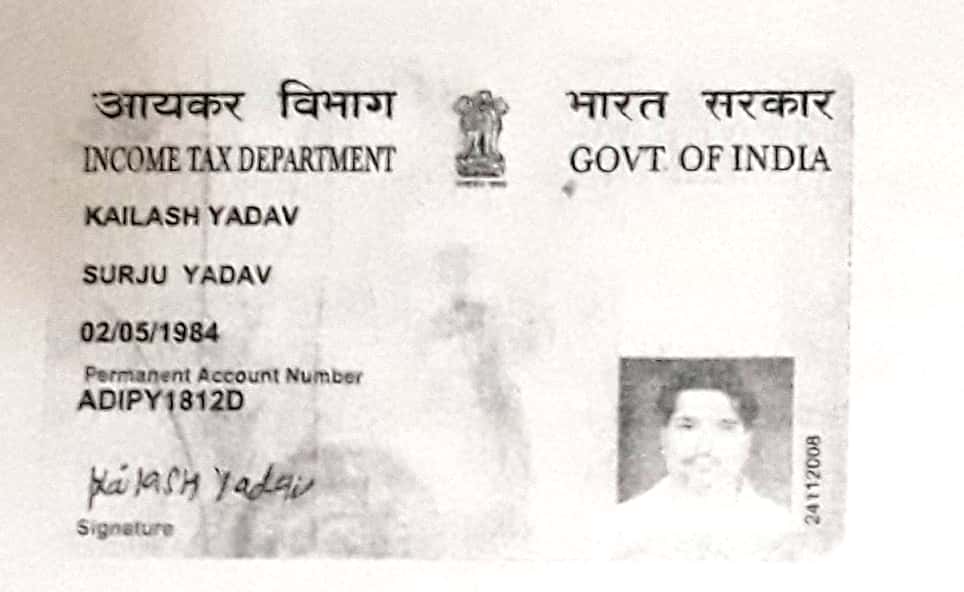 आयकर विभाग भारत सरकार
INCOME TAX DEPARTMENT GOVT. OF INDIA
KAILASH YADAV
SURJU YADAV
02/05/1984
Permanent Account Number
ADIPY1812D
Kailash Yadav
Signature
24112008